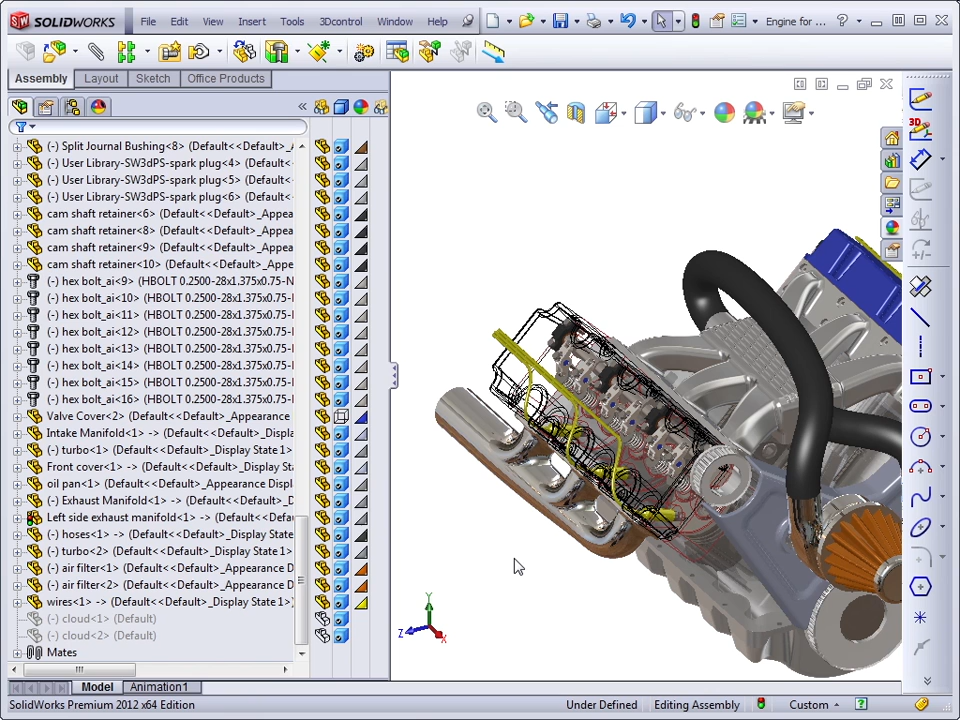 SOLIDWORKS File Edit View Insert Tools 3Dcontrol Window Help Engine for ...
Assembly Layout Sketch Office Products
(-) Split Journal Bushing<8> (Default<<Default>_
(-) User Library-SW3dPS-spark plug<4> (Default<
(-) User Library-SW3dPS-spark plug<5> (Default<
(-) User Library-SW3dPS-spark plug<6> (Default<
cam shaft retainer<6> (Default<<Default>_Appea
cam shaft retainer<8> (Default<<Default>_Appea
cam shaft retainer<9> (Default<<Default>_Appea
cam shaft retainer<10> (Default<<Default>_Appe
(-) hex bolt_ai<9> (HBOLT 0.2500-28x1.375x0.75-N
(-) hex bolt_ai<10> (HBOLT 0.2500-28x1.375x0.75-
(-) hex bolt_ai<11> (HBOLT 0.2500-28x1.375x0.75-
(-) hex bolt_ai<12> (HBOLT 0.2500-28x1.375x0.75-
(-) hex bolt_ai<13> (HBOLT 0.2500-28x1.375x0.75-
(-) hex bolt_ai<14> (HBOLT 0.2500-28x1.375x0.75-
(-) hex bolt_ai<15> (HBOLT 0.2500-28x1.375x0.75-
(-) hex bolt_ai<16> (HBOLT 0.2500-28x1.375x0.75-
Valve Cover<2> (Default<<Default>_Appearance
Intake Manifold<1> -> (Default<<Default>_Displa
(-) turbo<1> (Default<<Default>_Display State 1>
Front cover<1> -> (Default<<Default>_Display St
oil pan<1> (Default<<Default>_Appearance Displ
(-) Exhaust Manifold<1> -> (Default<<Default>_D
Left side exhaust manifold<1> -> (Default<<Defa
(-) hoses<1> -> (Default<<Default>_Display State
(-) turbo<2> (Default<<Default>_Display State 1>
(-) air filter<1> (Default<<Default>_Appearance D
(-) air filter<2> (Default<<Default>_Appearance D
wires<1> -> (Default<<Default>_Display State 1>
(-) cloud<1> (Default)
(-) cloud<2> (Default)
Mates
3D
Y
Z
X
Model Animation1
SolidWorks Premium 2012 x64 Edition Under Defined Editing Assembly Custom